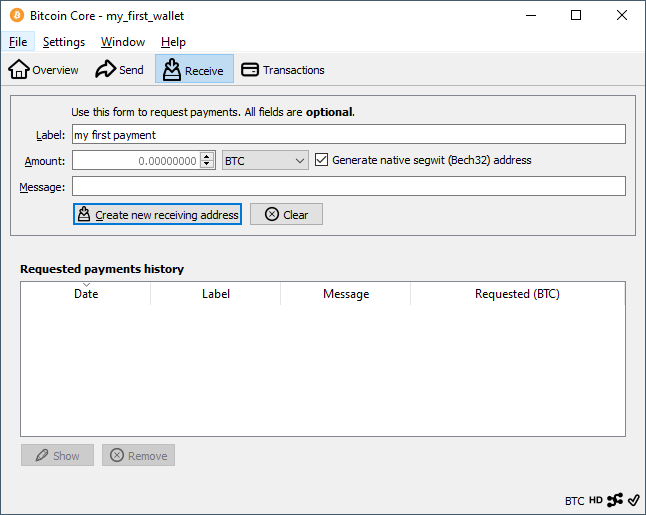 Bitcoin Core - my_first_wallet
File Settings Window Help
Overview Send Receive Transactions
Use this form to request payments. All fields are optional.
Label: my first payment
Amount: 0.00000000 BTC Generate native segwit (Bech32) address
Message:
Create new receiving address Clear
Requested payments history
Date Label Message Requested (BTC)
Show Remove
BTC HD